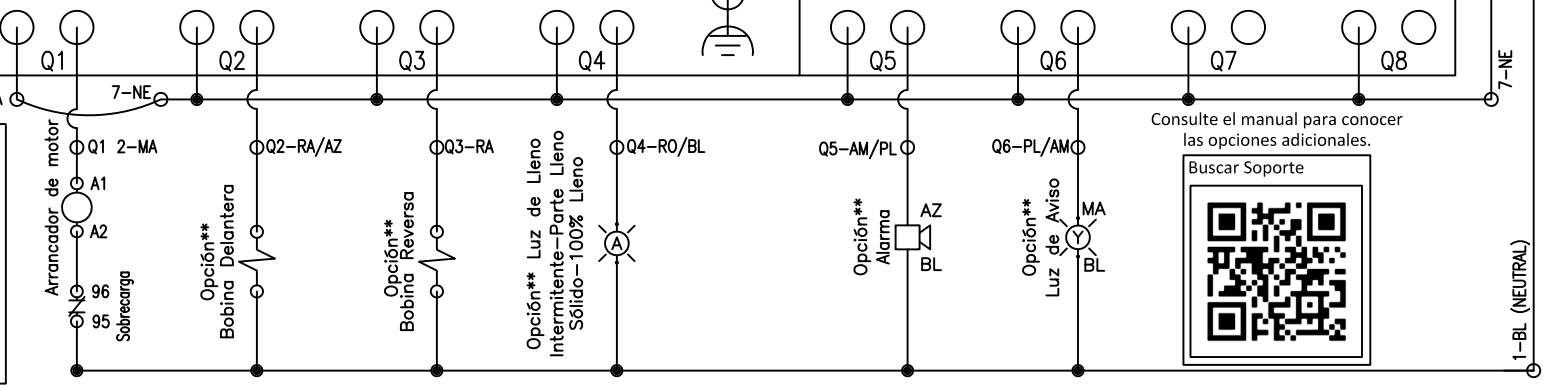 Q1
Q2
Q3
Q4
Q5
Q6
Q7
Q8
7-NE
7-NE
Arrancador de motor
Q1 2-MA
A1
A2
96
95
Sobrecarga
Q2-RA/AZ
Opción**
Bobina Delantera
Q3-RA
Opción**
Bobina Reversa
Q4-RO/BL
Opción** Luz de Lleno
Intermitente-Parte Lleno
Sólido-100% Lleno
A
Q5-AM/PL
Opción**
Alarma
AZ
BL
Q6-PL/AM
Opción**
Luz de Aviso
MA
Y
BL
Consulte el manual para conocer
las opciones adicionales.
Buscar Soporte
1-BL (NEUTRAL)